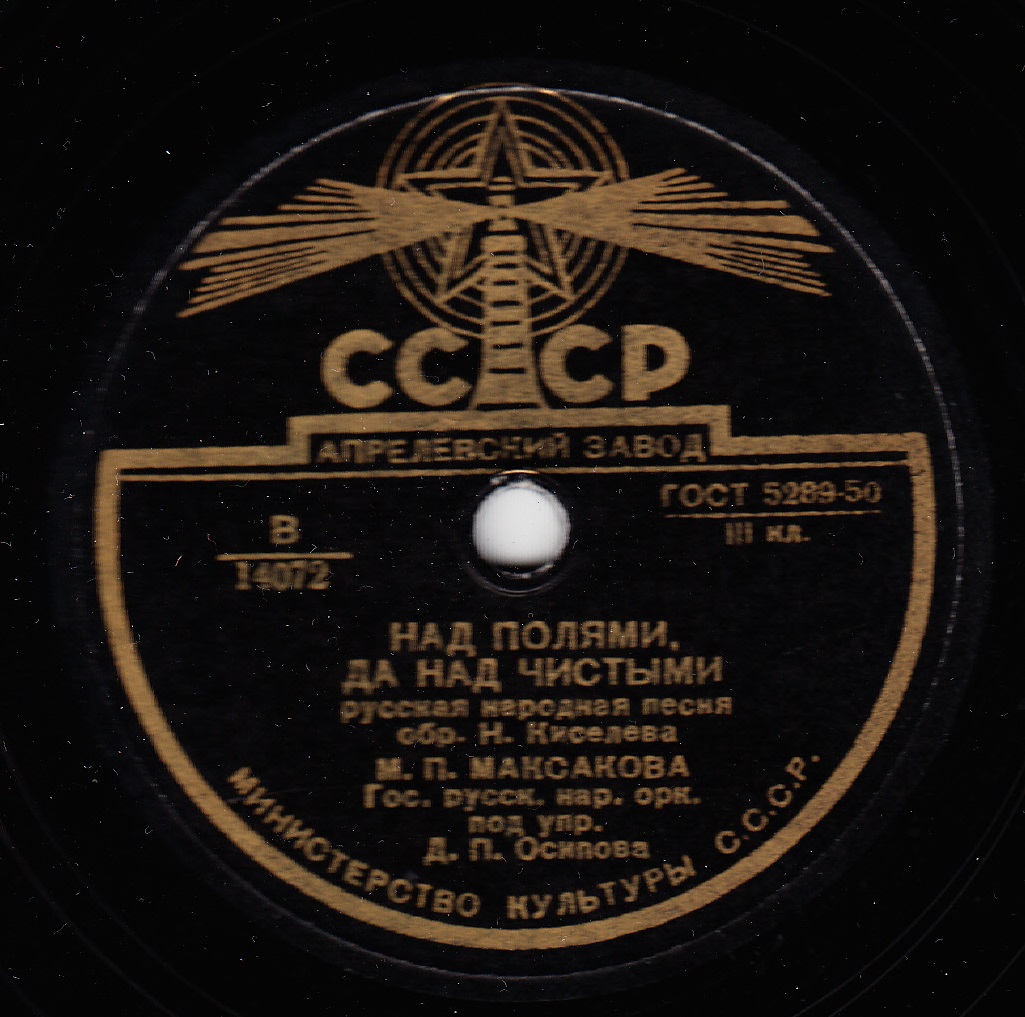 СССР
АПРЕЛЕВСКИЙ ЗАВОД
ГОСТ 5289-50
III кл.
В
14072
НАД ПОЛЯМИ,
ДА НАД ЧИСТЫМИ
русская народная песня
обр. Н. Киселева
М. П. МАКСАКОВА
Гос. русск. нар. орк.
под упр.
Д. П. Осипова
МИНИСТЕРСТВО КУЛЬТУРЫ С.С.С.Р.